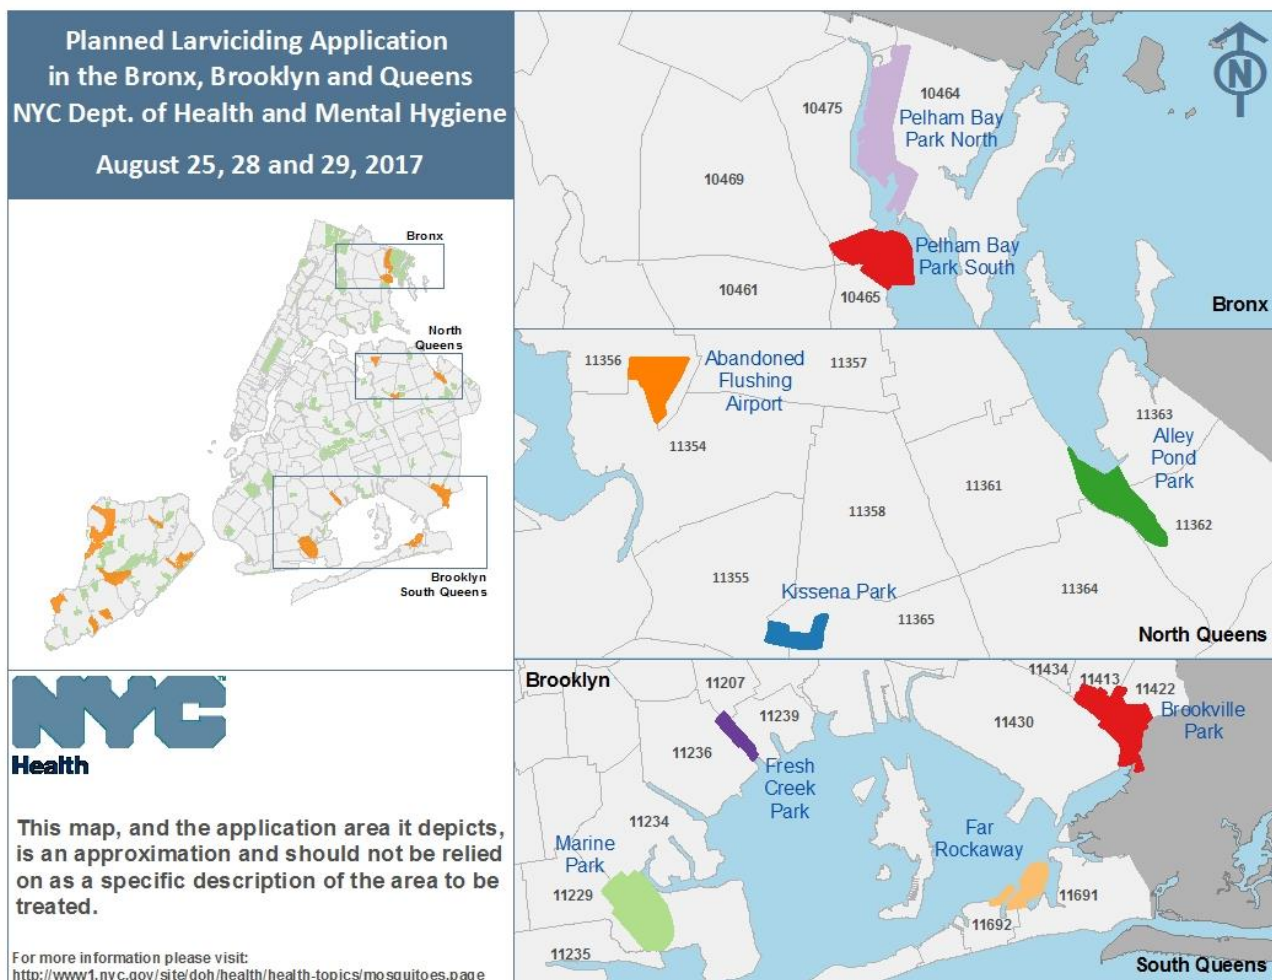 Planned Larviciding Application
in the Bronx, Brooklyn and Queens
NYC Dept. of Health and Mental Hygiene
August 25, 28 and 29, 2017
Bronx
North
Queens
Brooklyn
South Queens
NYC
™
Health
This map, and the application area it depicts,
is an approximation and should not be relied
on as a specific description of the area to be
treated.
For more information please visit:
http://www1.nyc.gov/site/doh/health/health-topics/mosquitoes.page
N
10475
10464
Pelham Bay
Park North
10469
Pelham Bay
Park South
10461
10465
Bronx
11356
Abandoned
Flushing
Airport
11357
11354
11363
Alley
Pond
Park
11361
11358
11362
11355
Kissena Park
11364
11365
North Queens
Brooklyn
11207
11239
11236
Fresh
Creek
Park
11434
11413
11422
11430
Brookville
Park
11234
Marine
Park
Far
Rockaway
11229
11691
11692
11235
South Queens